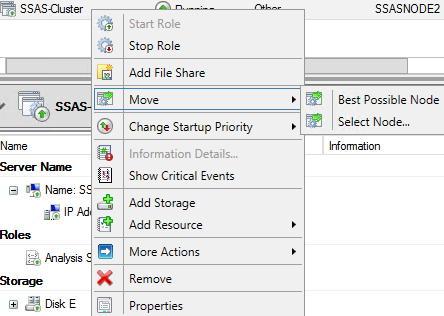 SSAS-Cluster Running Other SSASNODE2
Start Role
Stop Role
Add File Share
Move
Best Possible Node
Select Node...
Change Startup Priority
Information Details...
Show Critical Events
Add Storage
Add Resource
More Actions
Remove
Properties
SSAS-
Name
Information
Server Name
Name: SS
IP Add
Roles
Analysis S
Storage
Disk E